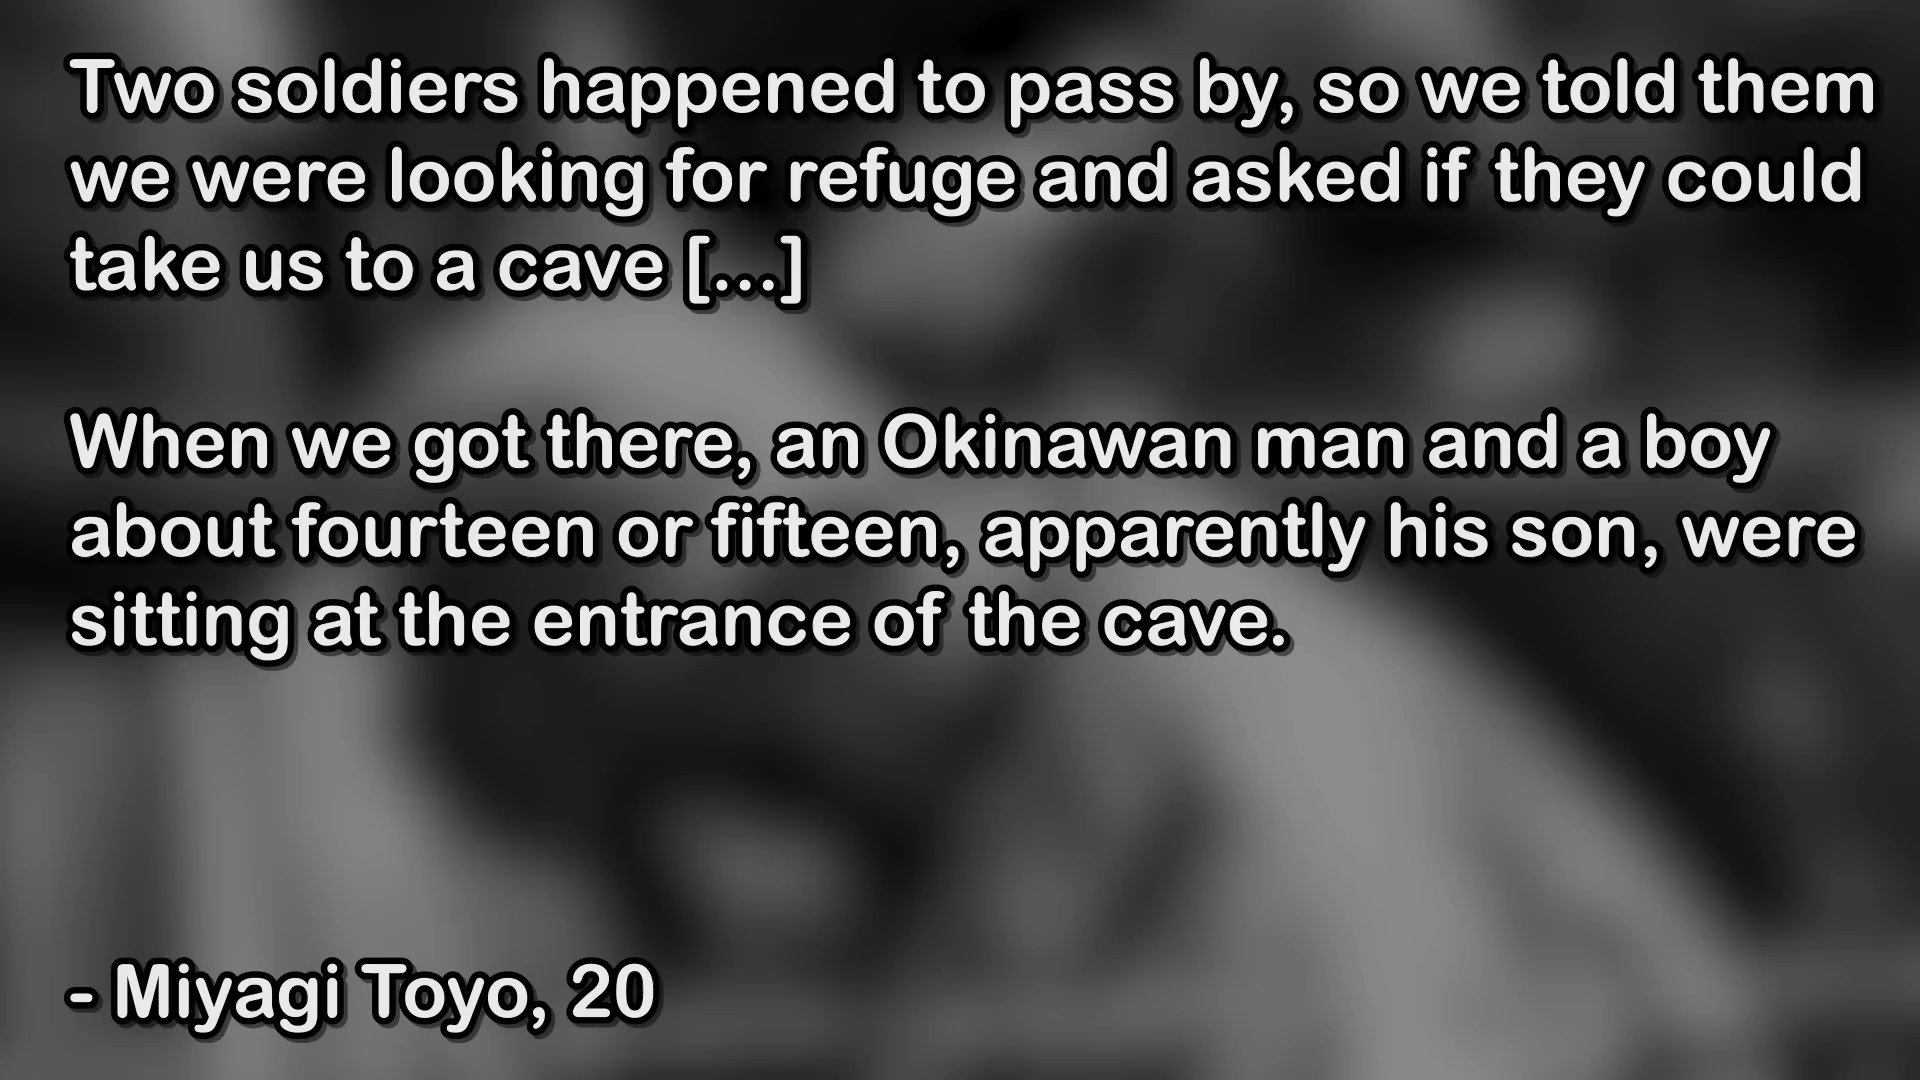 Two soldiers happened to pass by, so we told them
we were looking for refuge and asked if they could
take us to a cave [...]
When we got there, an Okinawan man and a boy
about fourteen or fifteen, apparently his son, were
sitting at the entrance of the cave.
- Miyagi Toyo, 20